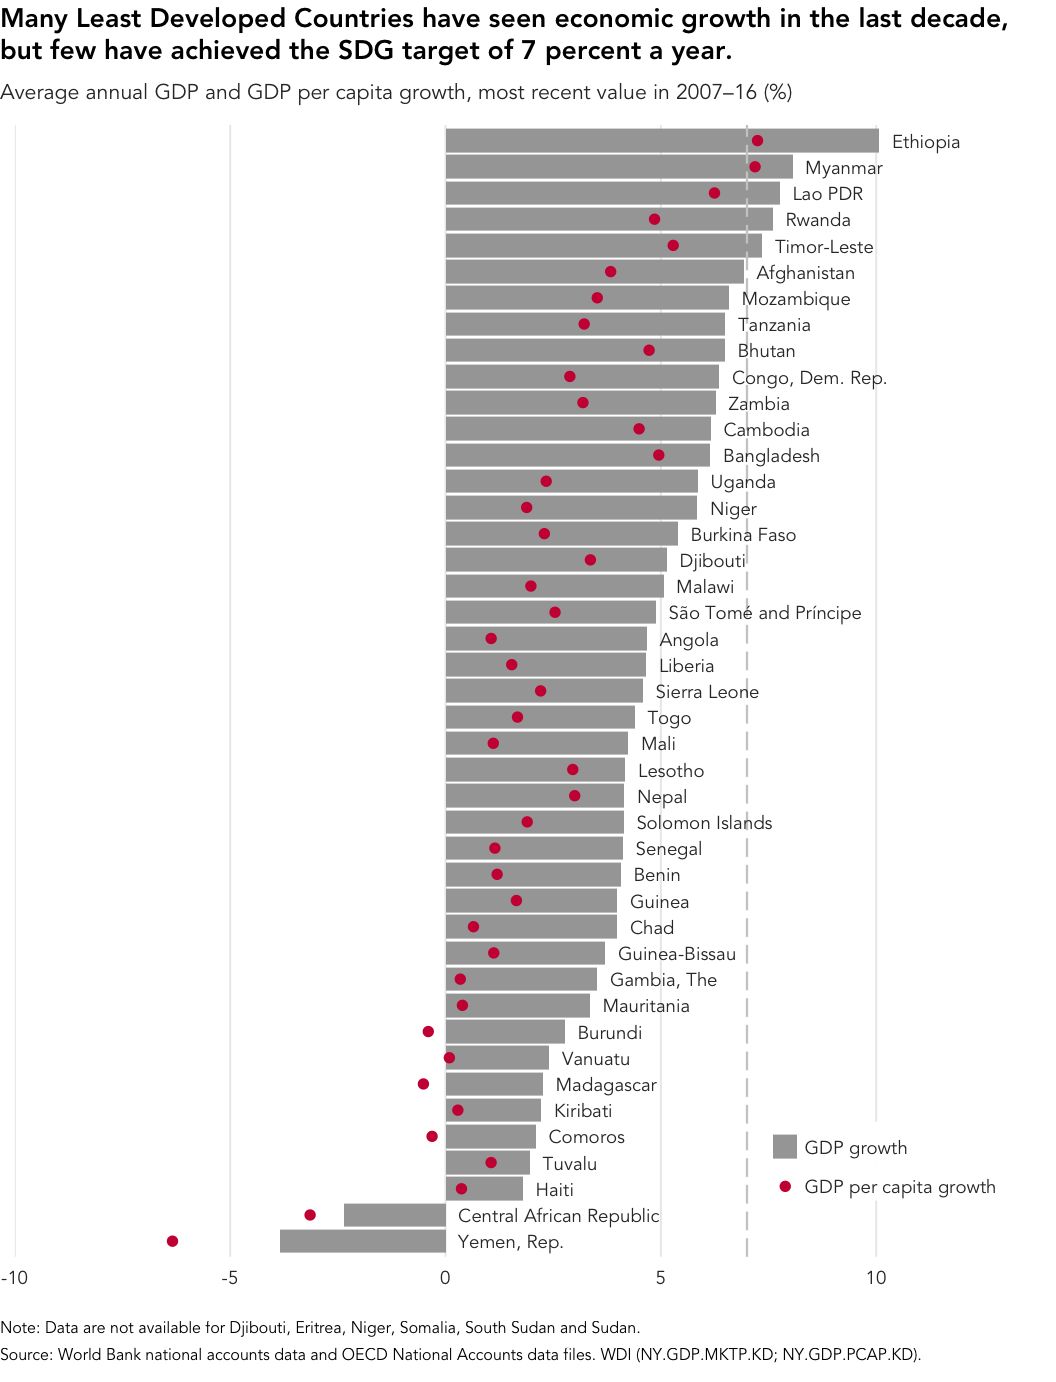 Many Least Developed Countries have seen economic growth in the last decade,
but few have achieved the SDG target of 7 percent a year.
Average annual GDP and GDP per capita growth, most recent value in 2007–16 (%)
Ethiopia
Myanmar
Lao PDR
Rwanda
Timor-Leste
Afghanistan
Mozambique
Tanzania
Bhutan
Congo, Dem. Rep.
Zambia
Cambodia
Bangladesh
Uganda
Niger
Burkina Faso
Djibouti
Malawi
São Tomé and Príncipe
Angola
Liberia
Sierra Leone
Togo
Mali
Lesotho
Nepal
Solomon Islands
Senegal
Benin
Guinea
Chad
Guinea-Bissau
Gambia, The
Mauritania
Burundi
Vanuatu
Madagascar
Kiribati
Comoros
GDP growth
Tuvalu
GDP per capita growth
Haiti
Central African Republic
Yemen, Rep.
-10 -5 0 5 10
Note: Data are not available for Djibouti, Eritrea, Niger, Somalia, South Sudan and Sudan.
Source: World Bank national accounts data and OECD National Accounts data files. WDI (NY.GDP.MKTP.KD; NY.GDP.PCAP.KD).